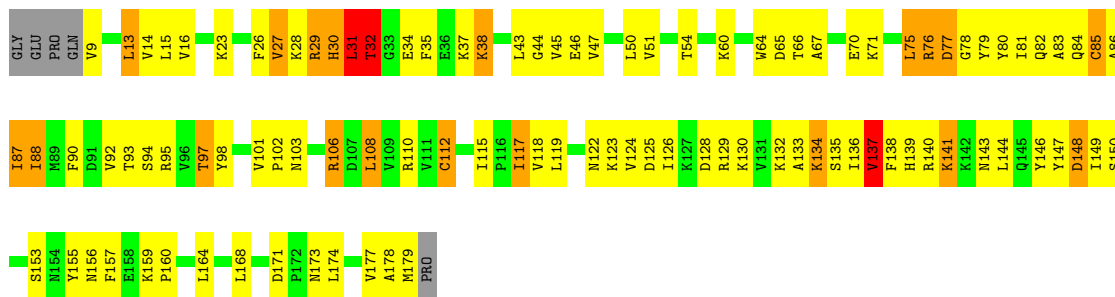 GLY GLU PRO GLN V9 L13 V14 L15 V16 K23 F26 V27 K28 R29 H30 L31 T32 G33 E34 F35 E36 K37 K38 L43 G44 V45 E46 V47 L50 V51 T54 K60 W64 D65 T66 A67 E70 K71 L75 R76 D77 G78 Y79 Y80 I81 Q82 A83 Q84 C85 A86
I87 I88 M89 F90 D91 V92 T93 S94 R95 V96 T97 Y98 V101 P102 N103 R106 D107 L108 V109 R110 V111 C112 I115 P116 I117 V118 L119 N122 K123 V124 D125 I126 K127 D128 R129 K130 V131 K132 A133 K134 S135 I136 V137 F138 H139 R140 K141 K142 N143 L144 Q145 Y146 Y147 D148 I149 S150
S153 N154 Y155 N156 F157 E158 K159 P160 L164 L168 D171 P172 N173 L174 V177 A178 M179 PRO